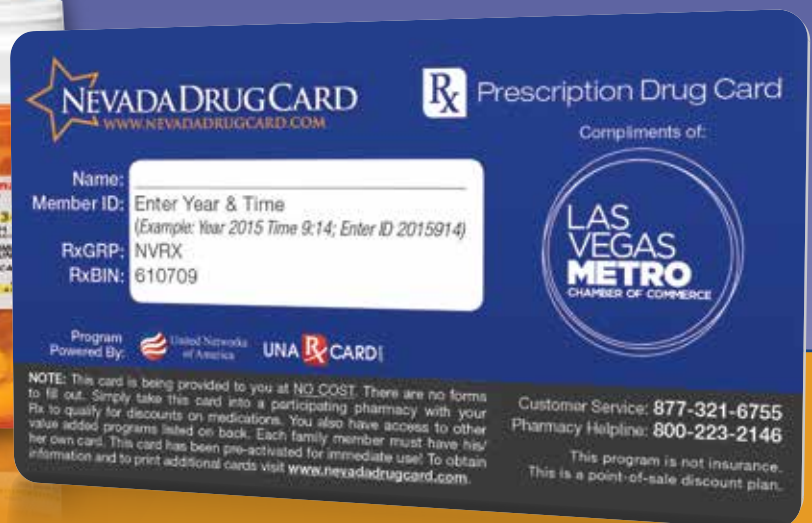 NEVADADRUGCARD
WWW.NEVADADRUGCARD.COM
Rx Prescription Drug Card
Compliments of:
LAS
VEGAS
METRO
CHAMBER OF COMMERCE
Name:
Member ID: Enter Year & Time
(Example: Year 2015 Time 9:14; Enter ID 2015914)
RxGRP: NVRX
RxBIN: 610709
Program
Powered By:
United Networks
of America
UNA Rx CARD
NOTE: This card is being provided to you at NO COST. There are no forms
to fill out. Simply take this card into a participating pharmacy with your
Rx to qualify for discounts on medications. You also have access to other
value added programs listed on back. Each family member must have his/
her own card. This card has been pre-activated for immediate use! To obtain
information and to print additional cards visit www.nevadadrugcard.com.
Customer Service: 877-321-6755
Pharmacy Helpline: 800-223-2146
This program is not insurance.
This is a point-of-sale discount plan.